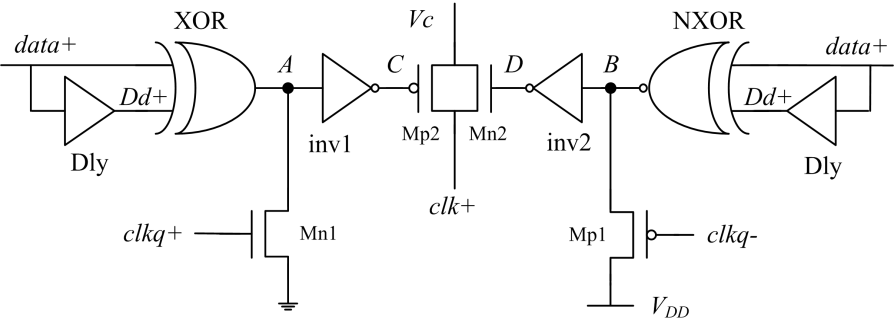 XOR
Vc
NXOR
data+
data+
A
C
D
B
Dd+
Dd+
Mp2
Mn2
Dly
inv1
inv2
Dly
clk+
clkq+
Mn1
Mp1
clkq-
VDD